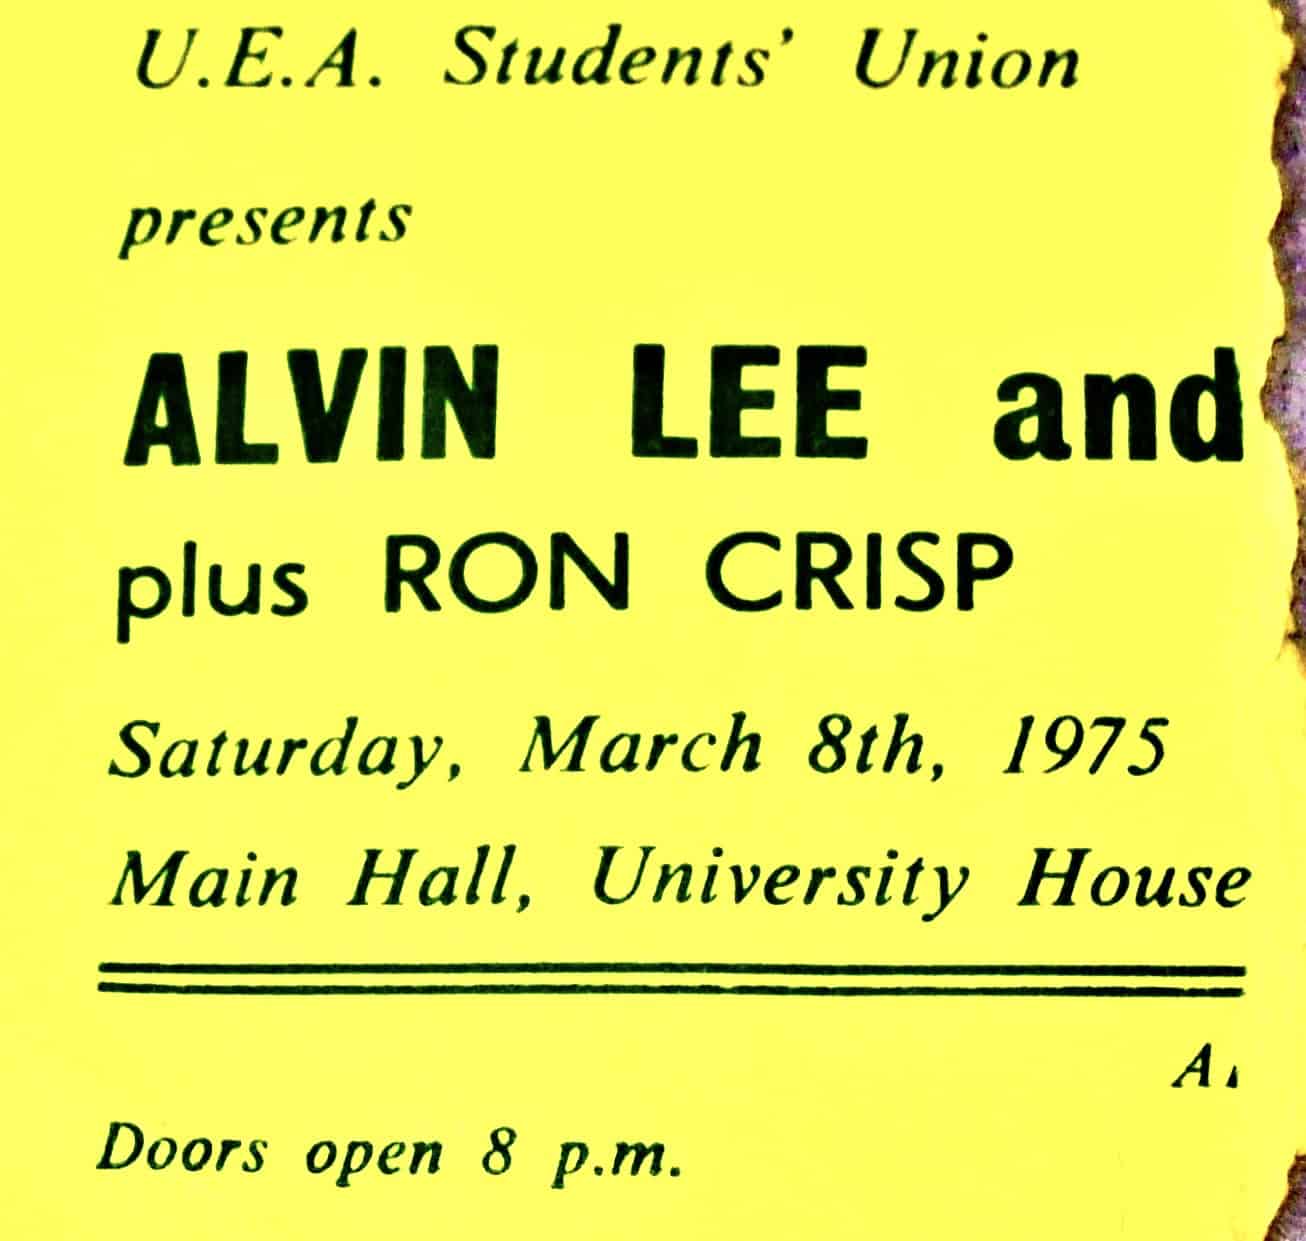 U.E.A. Students' Union
presents
ALVIN LEE and
plus RON CRISP
Saturday, March 8th, 1975
Main Hall, University House
Doors open 8 p.m.